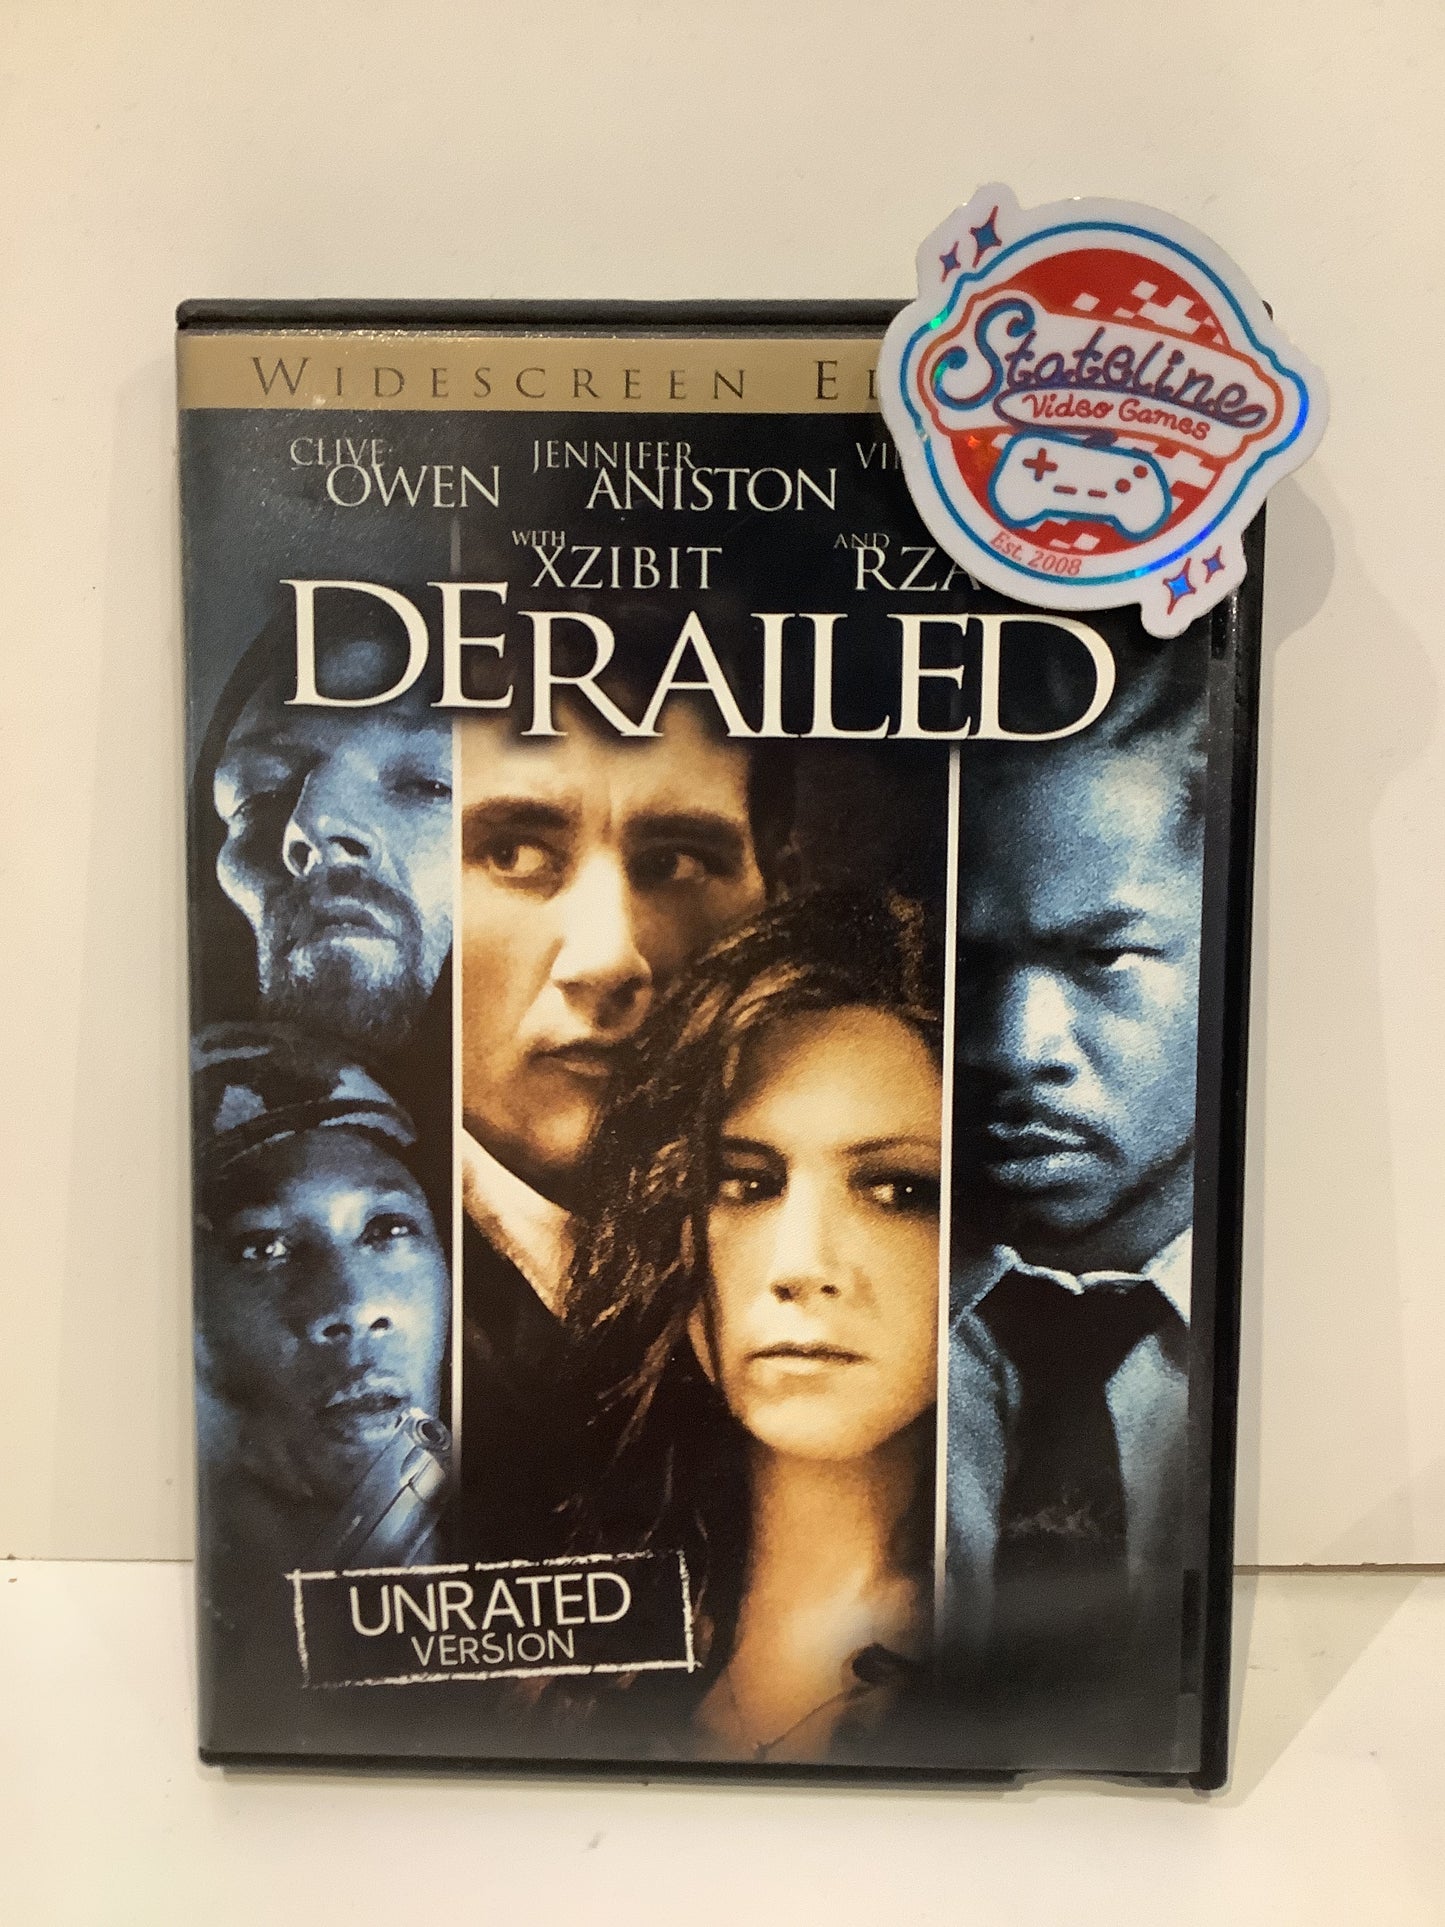 WIDESCREEN
CLIVE OWEN JENNIFER ANISTON
WITH XZIBIT AND RZA
DERAILED
UNRATED
VERSION
Stateline
Video Games
Est. 2008